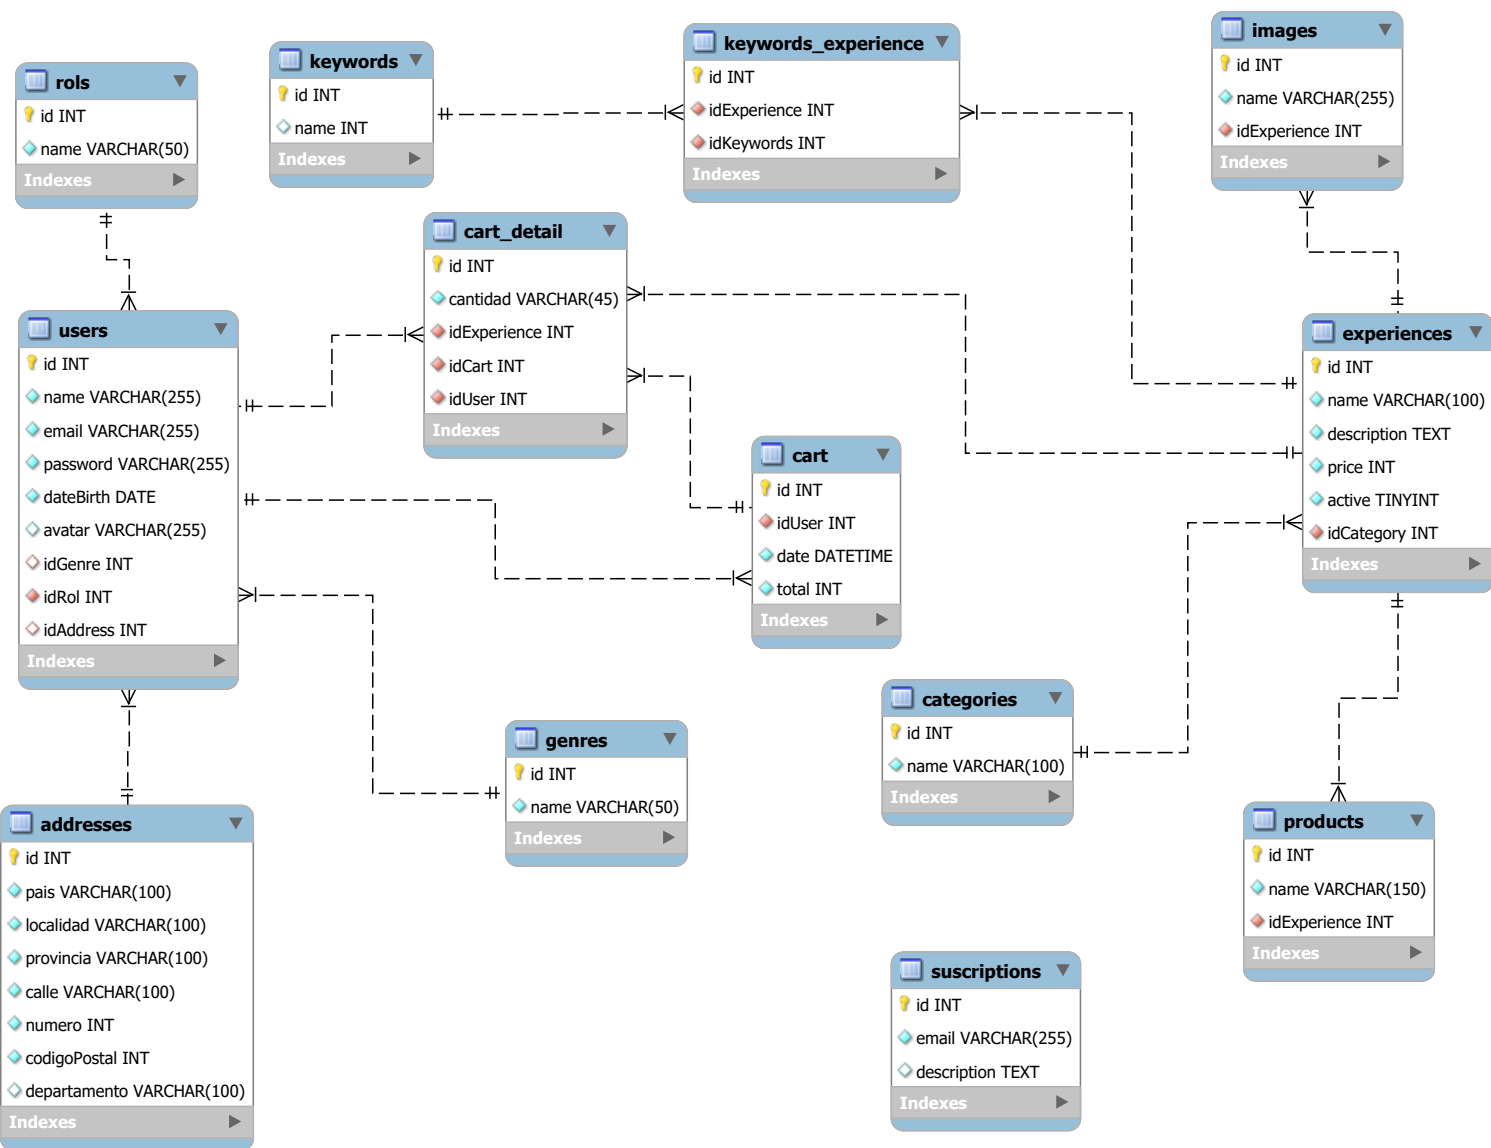 rols
id INT
name VARCHAR(50)
Indexes
keywords
id INT
name INT
Indexes
keywords_experience
id INT
idExperience INT
idKeywords INT
Indexes
images
id INT
name VARCHAR(255)
idExperience INT
Indexes
cart_detail
id INT
cantidad VARCHAR(45)
idExperience INT
idCart INT
idUser INT
Indexes
users
id INT
name VARCHAR(255)
email VARCHAR(255)
password VARCHAR(255)
dateBirth DATE
avatar VARCHAR(255)
idGenre INT
idRol INT
idAddress INT
Indexes
experiences
id INT
name VARCHAR(100)
description TEXT
price INT
active TINYINT
idCategory INT
Indexes
cart
id INT
idUser INT
date DATETIME
total INT
Indexes
categories
id INT
name VARCHAR(100)
Indexes
genres
id INT
name VARCHAR(50)
Indexes
addresses
id INT
pais VARCHAR(100)
localidad VARCHAR(100)
provincia VARCHAR(100)
calle VARCHAR(100)
numero INT
codigoPostal INT
departamento VARCHAR(100)
Indexes
products
id INT
name VARCHAR(150)
idExperience INT
Indexes
suscriptions
id INT
email VARCHAR(255)
description TEXT
Indexes